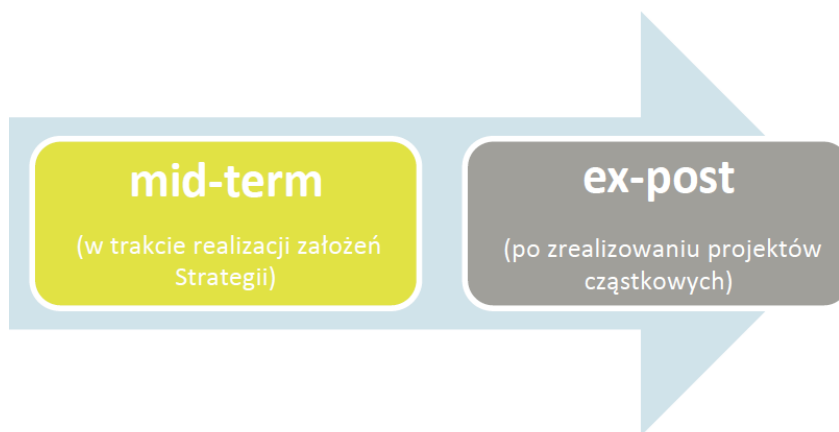 mid-term
(w trakcie realizacji założeń
Strategii)
ex-post
(po zrealizowaniu projektów
cząstkowych)